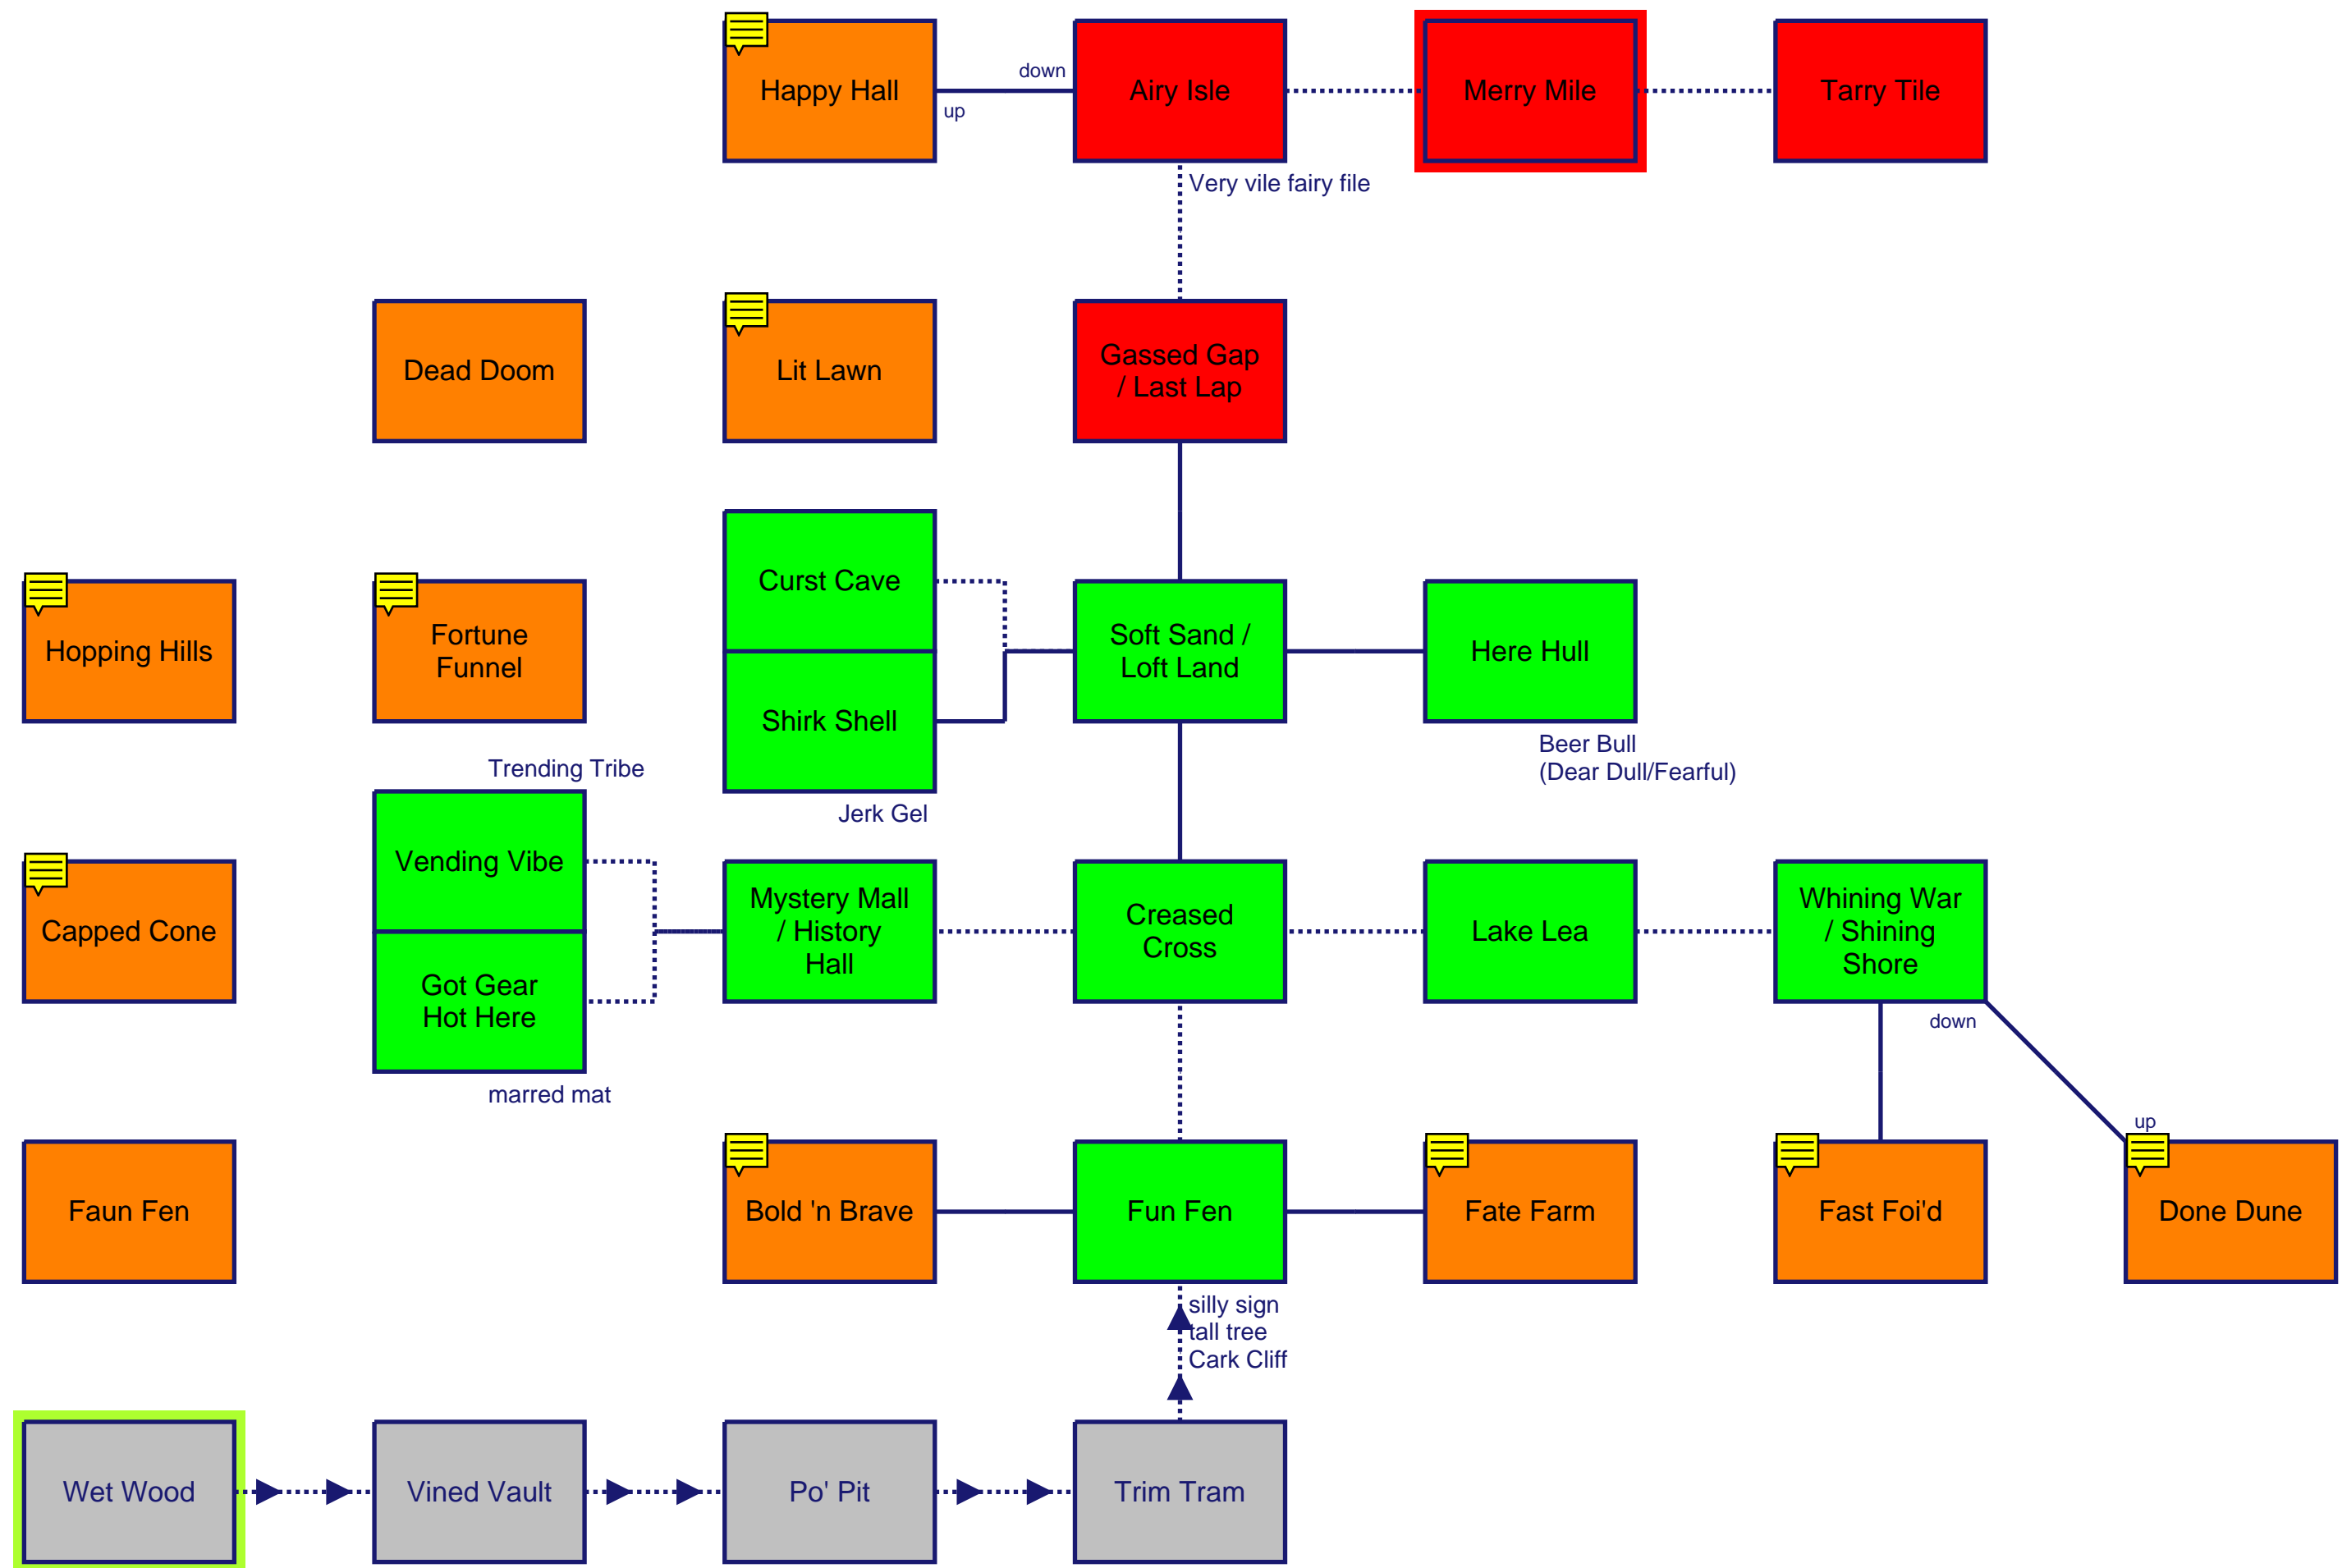 Happy Hall
down
up
Airy Isle
Merry Mile
Tarry Tile
Very vile fairy file
Dead Doom
Lit Lawn
Gassed Gap
/ Last Lap
Hopping Hills
Fortune
Funnel
Curst Cave
Shirk Shell
Jerk Gel
Soft Sand /
Loft Land
Here Hull
Beer Bull
(Dear Dull/Fearful)
Trending Tribe
Capped Cone
Vending Vibe
Got Gear
Hot Here
marred mat
Mystery Mall
/ History
Hall
Creased
Cross
Lake Lea
Whining War
/ Shining
Shore
down
up
Faun Fen
Bold 'n Brave
Fun Fen
Fate Farm
Fast Foi'd
Done Dune
silly sign
tall tree
Cark Cliff
Wet Wood
Vined Vault
Po' Pit
Trim Tram